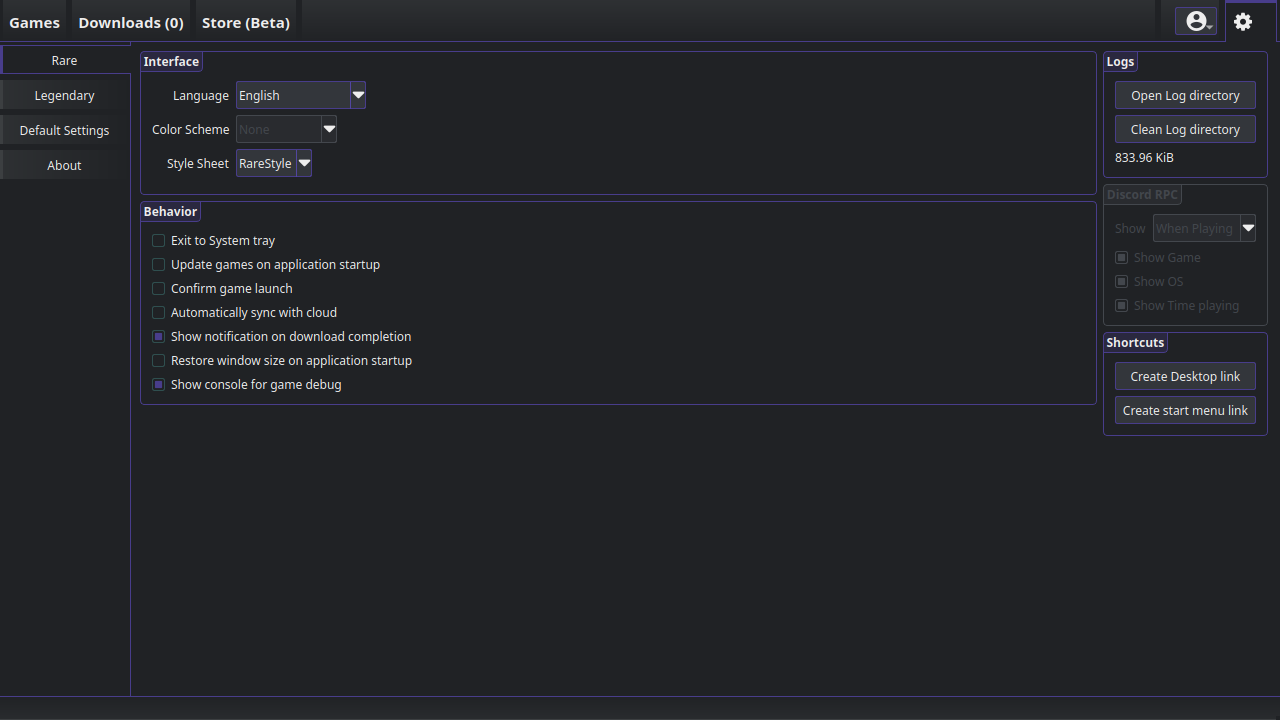 Games
Downloads (0)
Store (Beta)
Rare
Legendary
Default Settings
About
Interface
Language English
Color Scheme None
Style Sheet RareStyle
Behavior
Exit to System tray
Update games on application startup
Confirm game launch
Automatically sync with cloud
Show notification on download completion
Restore window size on application startup
Show console for game debug
Logs
Open Log directory
Clean Log directory
833.96 KiB
Discord RPC
Show When Playing
Show Game
Show OS
Show Time playing
Shortcuts
Create Desktop link
Create start menu link